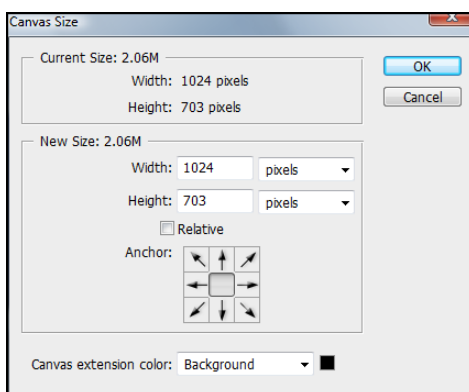 Canvas Size
Current Size: 2.06M
Width: 1024 pixels
Height: 703 pixels
OK
Cancel
New Size: 2.06M
Width: 1024 pixels
Height: 703 pixels
Relative
Anchor:
Canvas extension color: Background